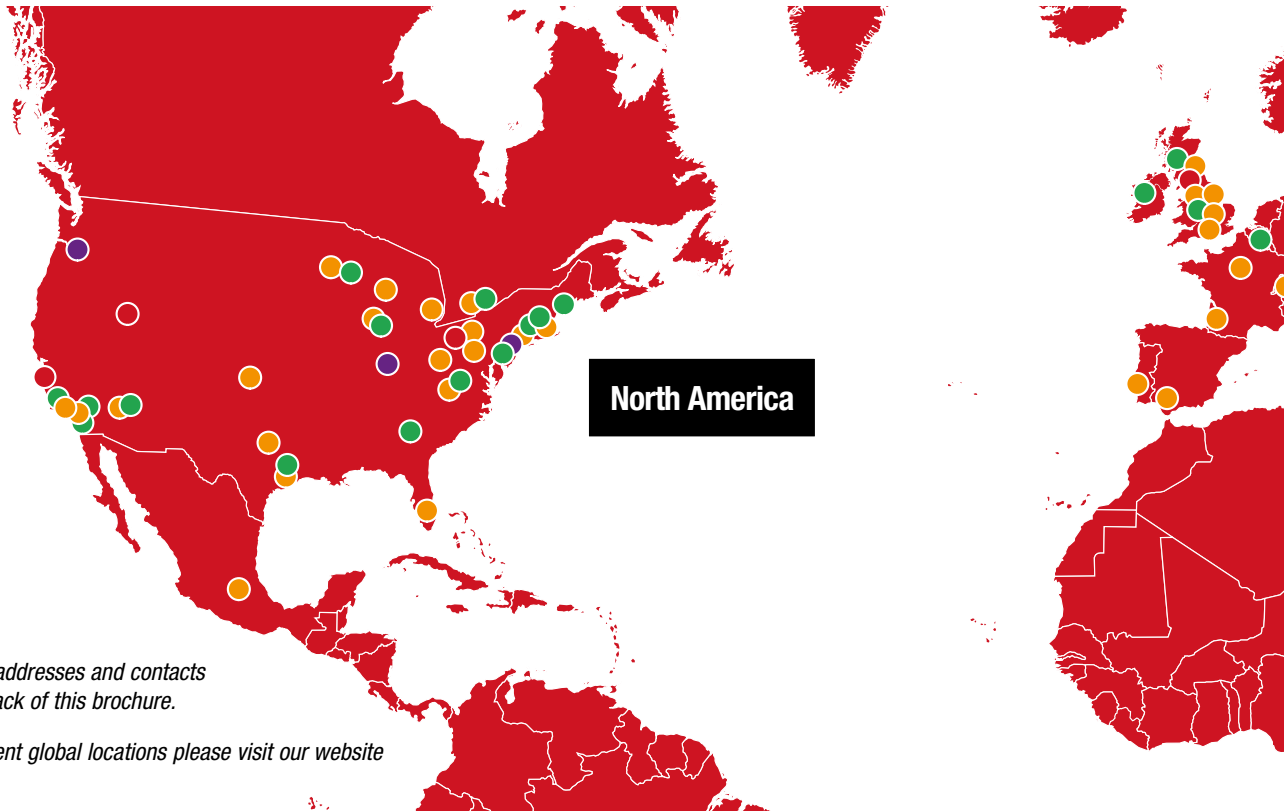 North America
addresses and contacts
ack of this brochure.
ent global locations please visit our website